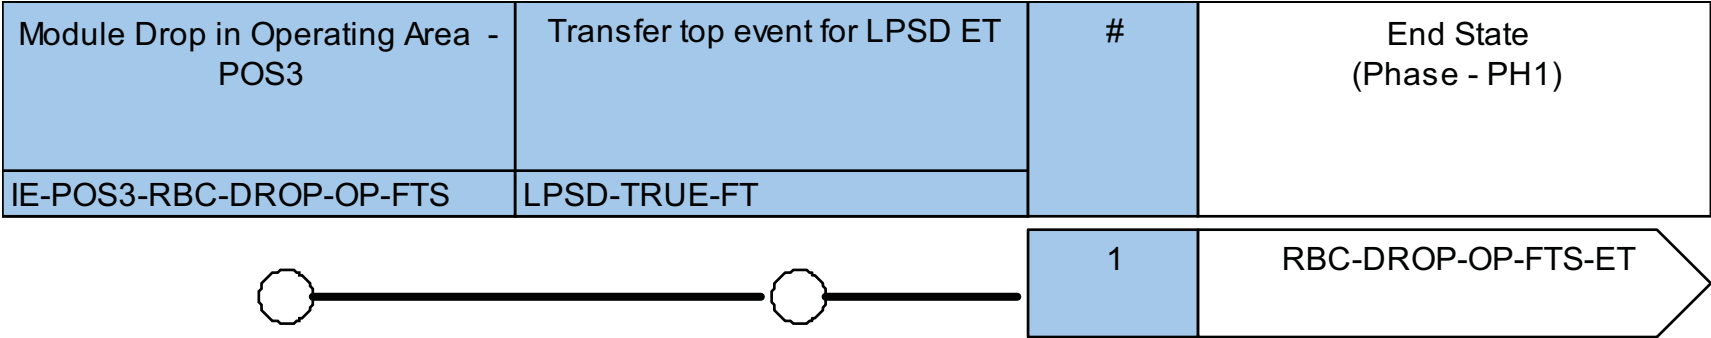 Module Drop in Operating Area -
POS3
Transfer top event for LPSD ET
#
End State
(Phase - PH1)
IE-POS3-RBC-DROP-OP-FTS
LPSD-TRUE-FT
1
RBC-DROP-OP-FTS-ET